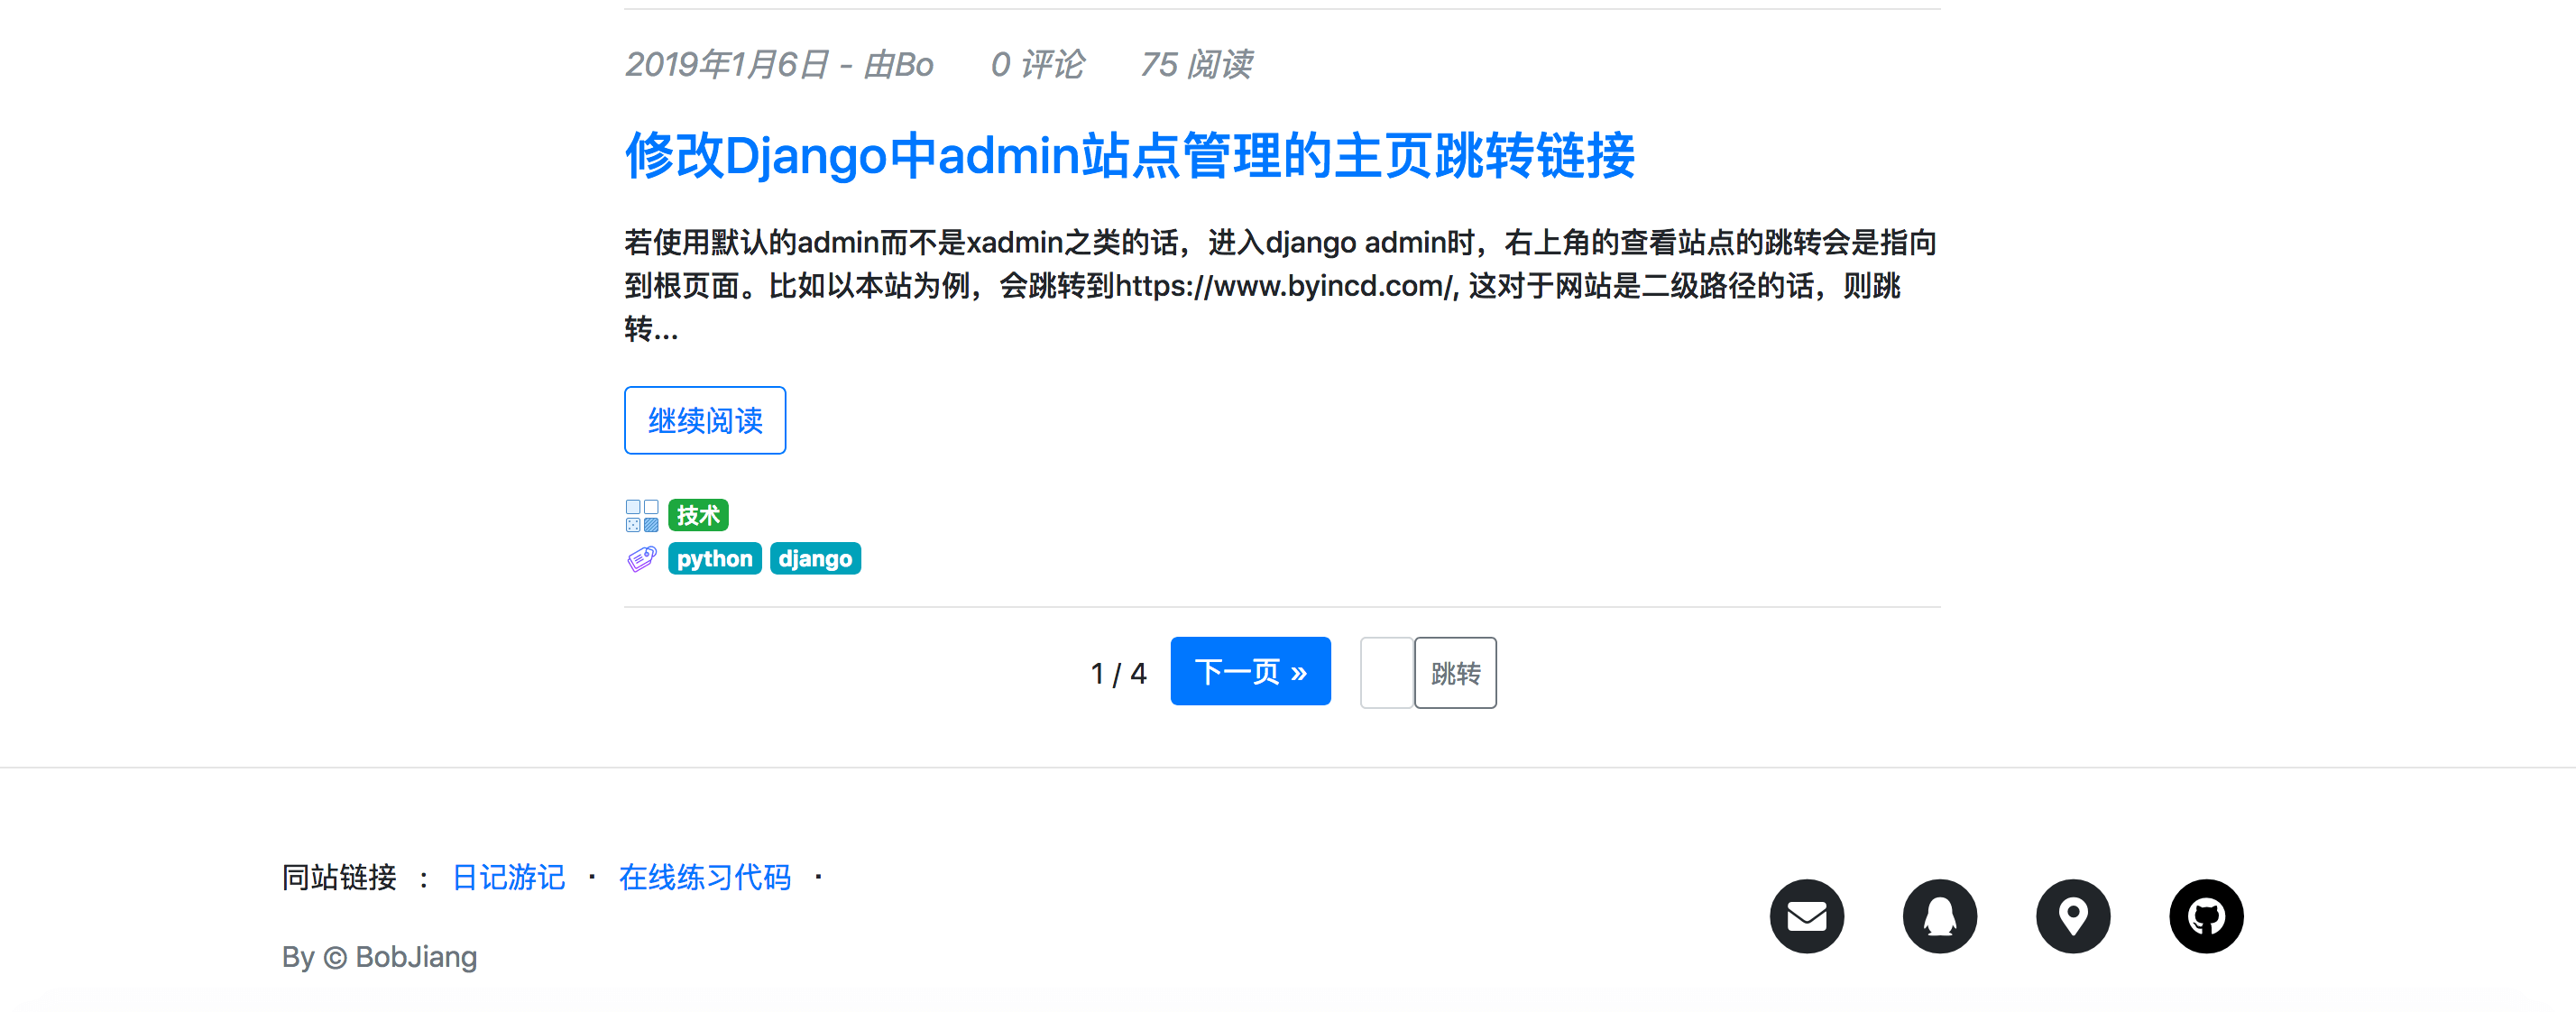 2019年1月6日 - 由Bo 0 评论 75 阅读
修改Django中admin站点管理的主页跳转链接
若使用默认的admin而不是xadmin之类的话，进入django admin时，右上角的查看站点的跳转会是指向
到根页面。比如以本站为例，会跳转到https://www.byincd.com/, 这对于网站是二级路径的话，则跳
转...
继续阅读
技术
python django
1 / 4 下一页 » 跳转
同站链接 : 日记游记 · 在线练习代码 ·
By © BobJiang